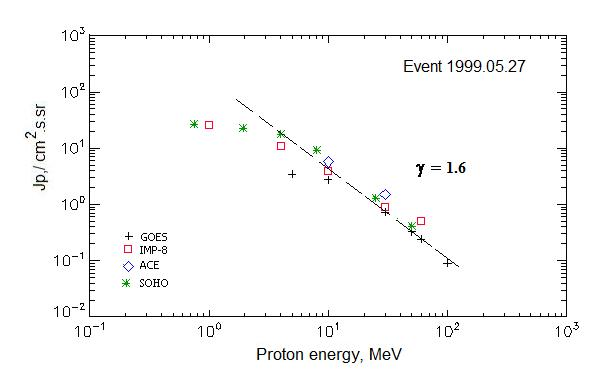 10³
Event 1999.05.27
10²
Jp,/ cm².s.sr
10¹
γ = 1.6
10⁰
GOES
IMP-8
10⁻¹
ACE
SOHO
10⁻²
10⁻¹ 10⁰ 10¹ 10² 10³
Proton energy, MeV